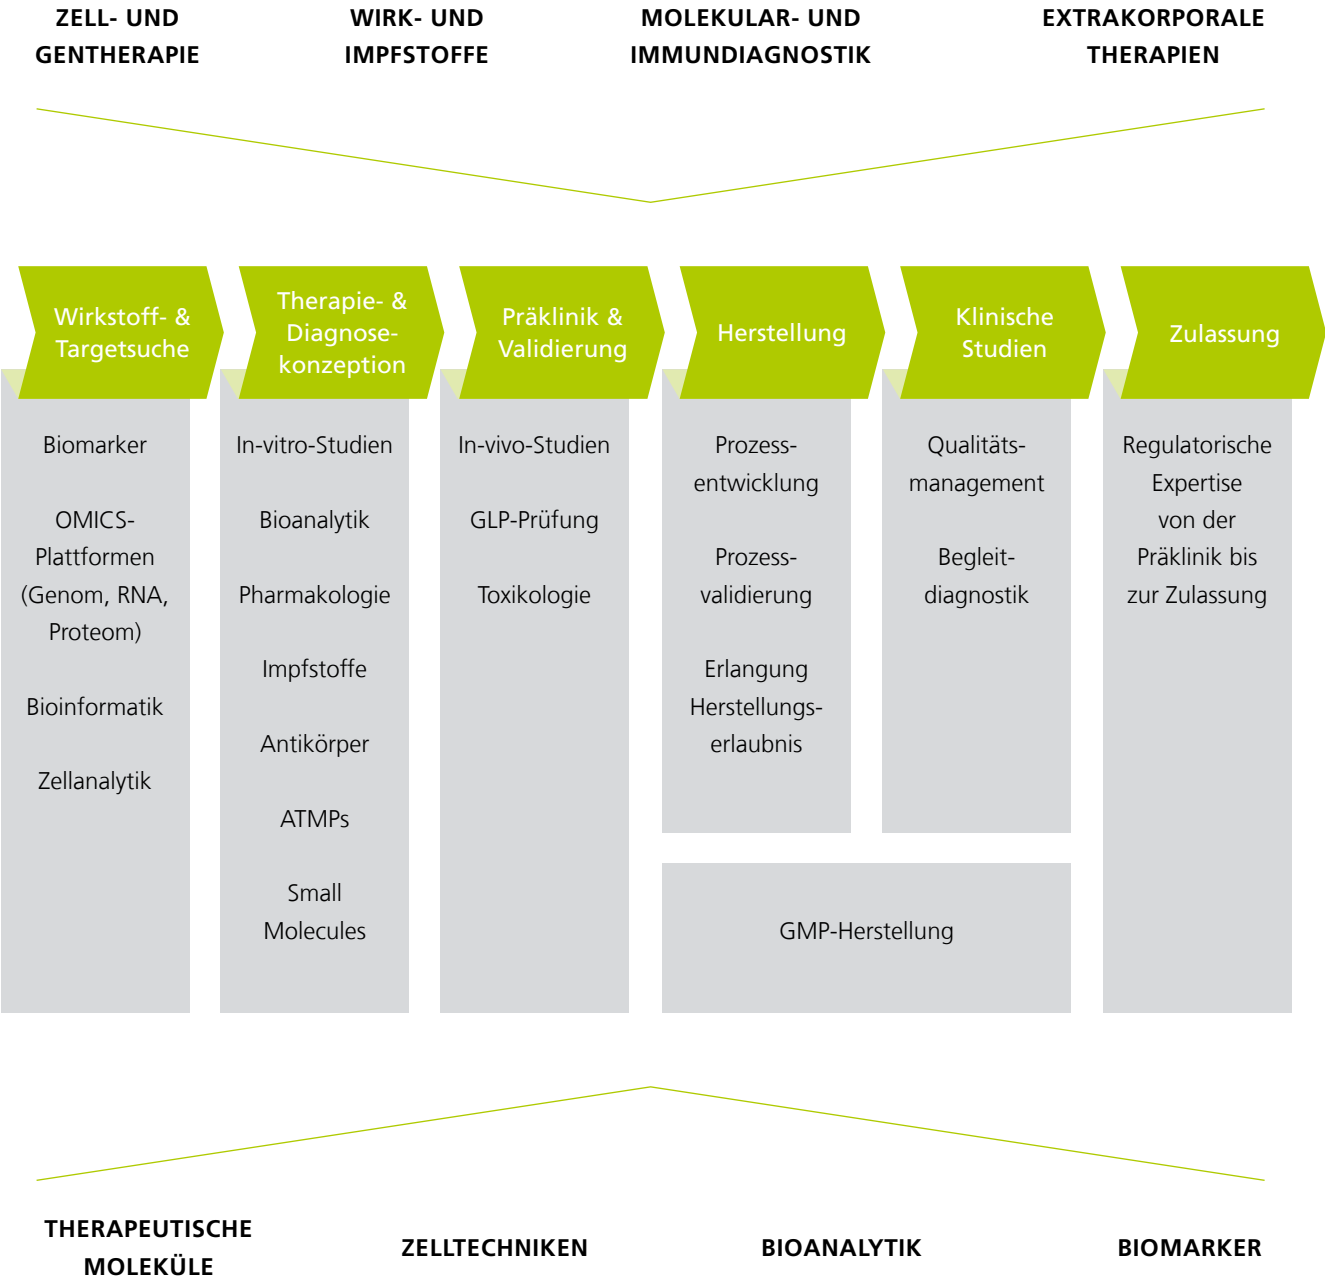 ZELL- UND
GENTHERAPIE
WIRK- UND
IMPFSTOFFE
MOLEKULAR- UND
IMMUNDIAGNOSTIK
EXTRAKORPORALE
THERAPIEN
Wirkstoff- &
Targetsuche
Therapie- &
Diagnose-
konzeption
Präklinik &
Validierung
Herstellung
Klinische
Studien
Zulassung
Biomarker
OMICS-
Plattformen
(Genom, RNA,
Proteom)
Bioinformatik
Zellanalytik
In-vitro-Studien
Bioanalytik
Pharmakologie
Impfstoffe
Antikörper
ATMPs
Small
Molecules
In-vivo-Studien
GLP-Prüfung
Toxikologie
Prozess-
entwicklung
Prozess-
validierung
Erlangung
Herstellungs-
erlaubnis
Qualitäts-
management
Begleit-
diagnostik
GMP-Herstellung
Regulatorische
Expertise
von der
Präklinik bis
zur Zulassung
THERAPEUTISCHE
MOLEKÜLE
ZELLTECHNIKEN
BIOANALYTIK
BIOMARKER